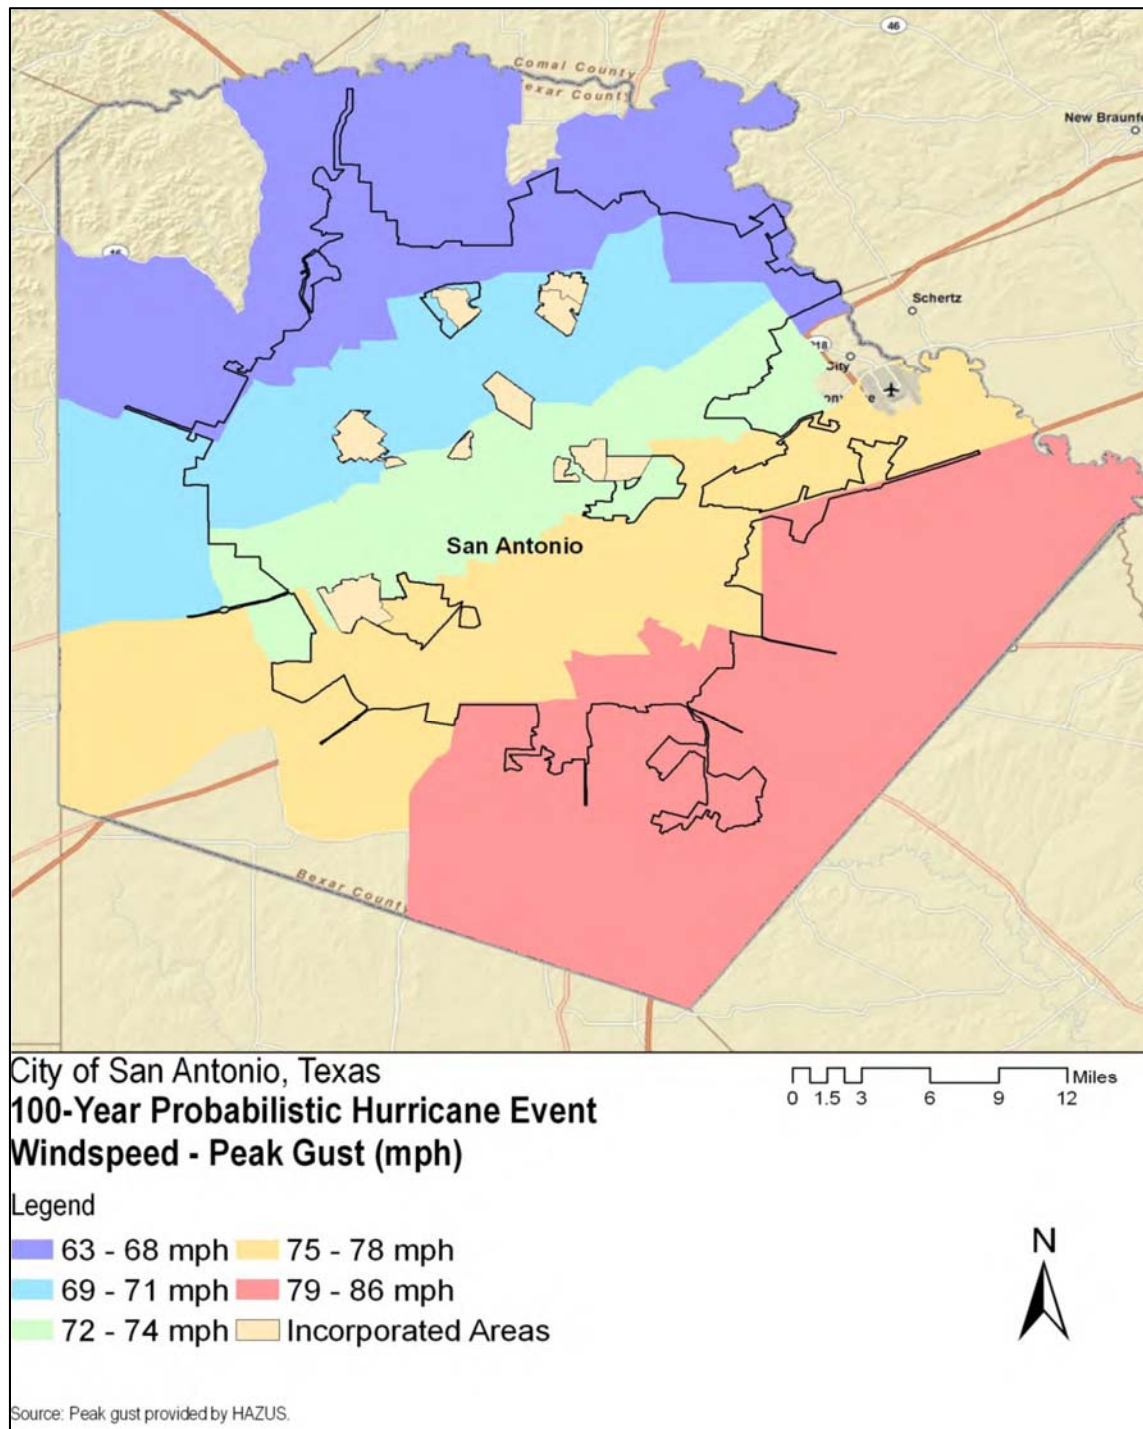 46
Comal County
Bexar County
New Braunfe
Schertz
218
City
San Antonio
Bexar County
City of San Antonio, Texas
100-Year Probabilistic Hurricane Event
Windspeed - Peak Gust (mph)
Miles
0 1.5 3 6 9 12
Legend
63 - 68 mph 75 - 78 mph
69 - 71 mph 79 - 86 mph
72 - 74 mph Incorporated Areas
N
Source: Peak gust provided by HAZUS.